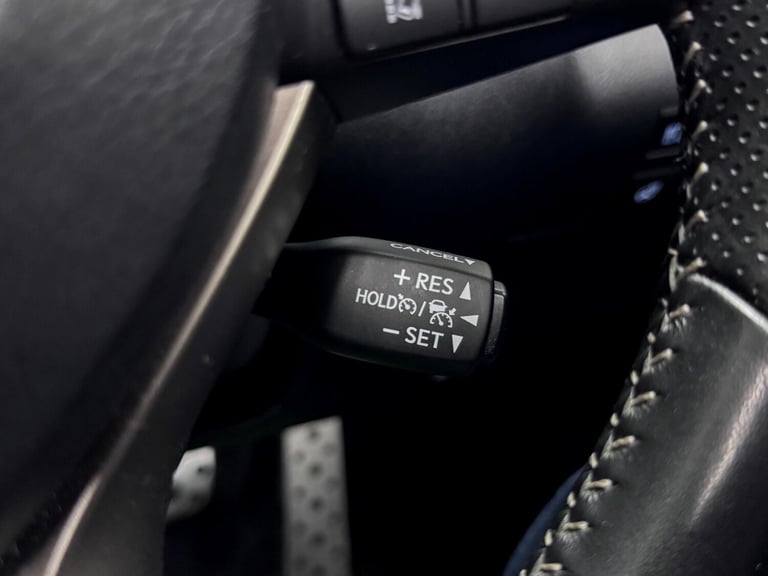 CANCEL
+ RES
HOLD /
− SET